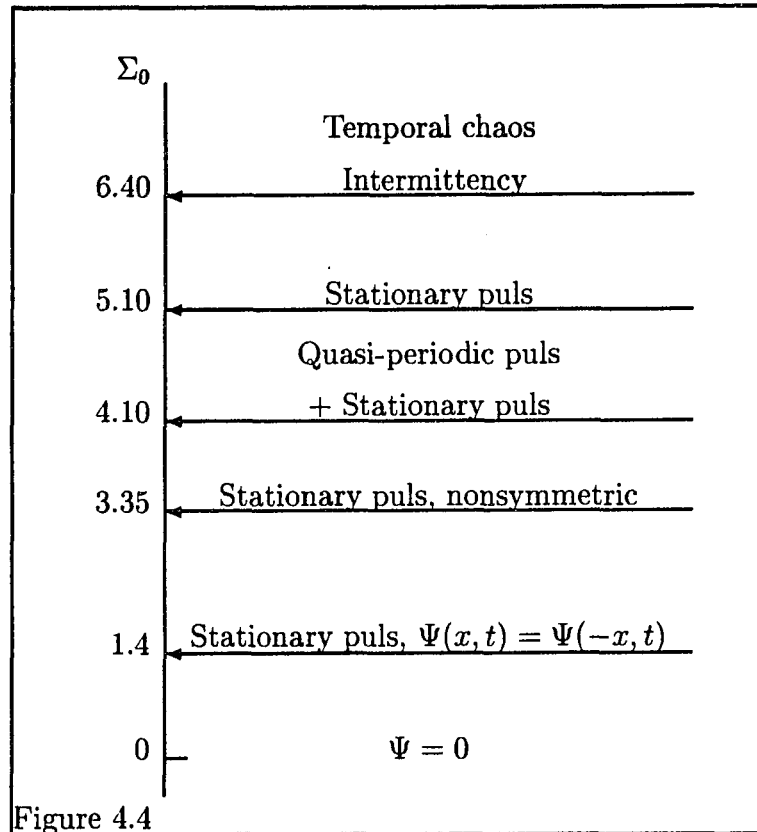 Σ₀
Temporal chaos
6.40 Intermittency
5.10 Stationary puls
Quasi-periodic puls
4.10 + Stationary puls
3.35 Stationary puls, nonsymmetric
1.4 Stationary puls, Ψ(x, t) = Ψ(−x, t)
0 Ψ = 0
Figure 4.4